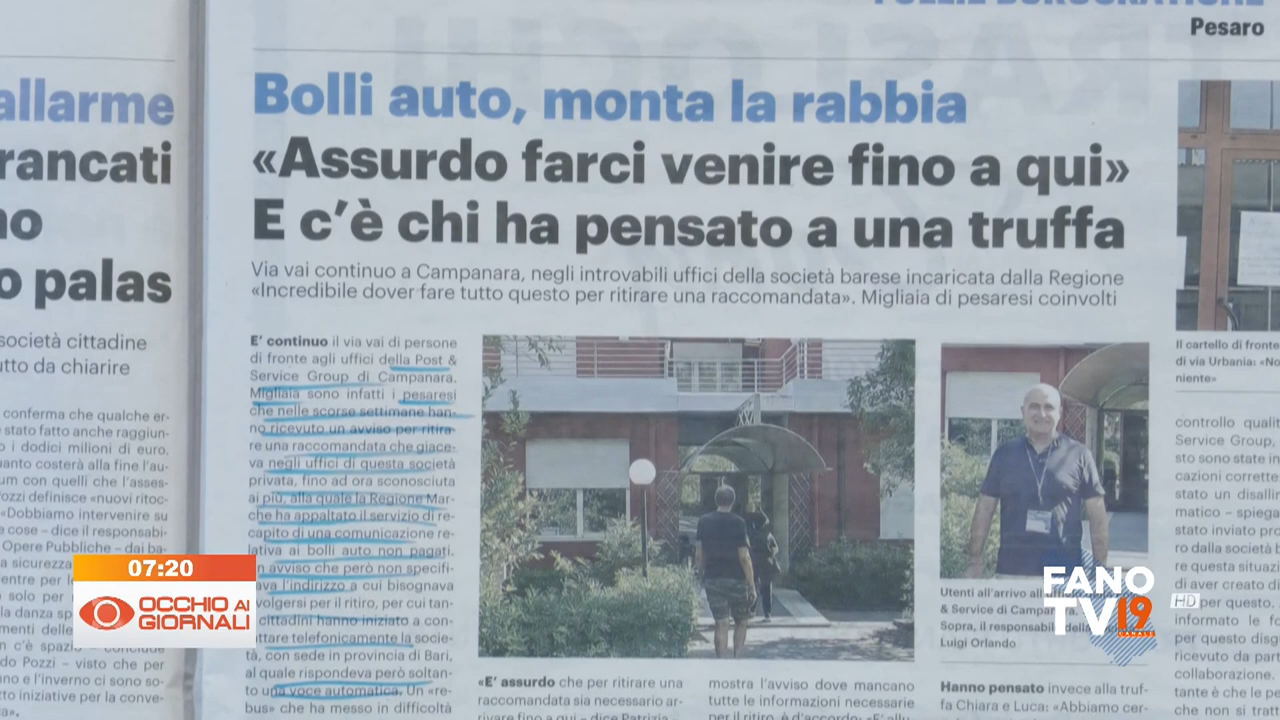 Pesaro
allarme
rancati
no
o palas
società cittadine
utto da chiarire
conferma che qualche er-
stato fatto anche raggiun-
i dodici milioni di euro.
uanto costerà alla fine l'au-
um con quelli che l'asses-
Pozzi definisce «nuovi ritoc-
«Dobbiamo intervenire su
e cose – dice il responsabi-
Opere Pubbliche – dai ba-
a sicurezza
entre per l
solo per
la danza sp
menti delle
n c'è spazio – conclude
do Pozzi – visto che per
no e l'inverno ci sono so-
to iniziative per la conve-
Bolli auto, monta la rabbia
«Assurdo farci venire fino a qui»
E c'è chi ha pensato a una truffa
Via vai continuo a Campanara, negli introvabili uffici della società barese incaricata dalla Regione
«Incredibile dover fare tutto questo per ritirare una raccomandata». Migliaia di pesaresi coinvolti
E' continuo il via vai di persone
di fronte agli uffici della Post &
Service Group di Campanara.
Migliaia sono infatti i pesaresi
che nelle scorse settimane han-
no ricevuto un avviso per ritira-
re una raccomandata che giace-
va negli uffici di questa società
privata, fino ad ora sconosciuta
ai più, alla quale la Regione Mar-
che ha appaltato il servizio di re-
capito di una comunicazione re-
lativa ai bolli auto non pagati.
Un avviso che però non specifi-
cava l'indirizzo a cui bisognava
volgersi per il ritiro, per cui tan-
cittadini hanno iniziato a con-
tattare telefonicamente la socie-
tà, con sede in provincia di Bari,
al quale rispondeva però soltan-
to una voce automatica. Un «re-
bus» che ha messo in difficoltà
«E' assurdo che per ritirare una
raccomandata sia necessario ar-
rivare fino a qui – dice Patrizia
mostra l'avviso dove mancano
tutte le informazioni necessarie
per il ritiro, è d'accordo: «E' allu
Utenti all'arrivo all
& Service di Campa
Sopra, il responsabile della
Luigi Orlando
Hanno pensato invece alla truf-
fa Chiara e Luca: «Abbiamo cer-
Il cartello di fronte
di via Urbania: «No
niente»
controllo qualit
Service Group,
sto sono state in
cazioni corrette
stato un disallin
matico – spiega
stato inviato pro
ro dalla società b
re questa situazi
di aver creato di
per questo.
informato le fo
per questo disg
ricevuto da part
collaborazione.
tante è che le pe
che non si tratt
07:20
OCCHIO AI
GIORNALI
FANO
TV19
CANALE
HD